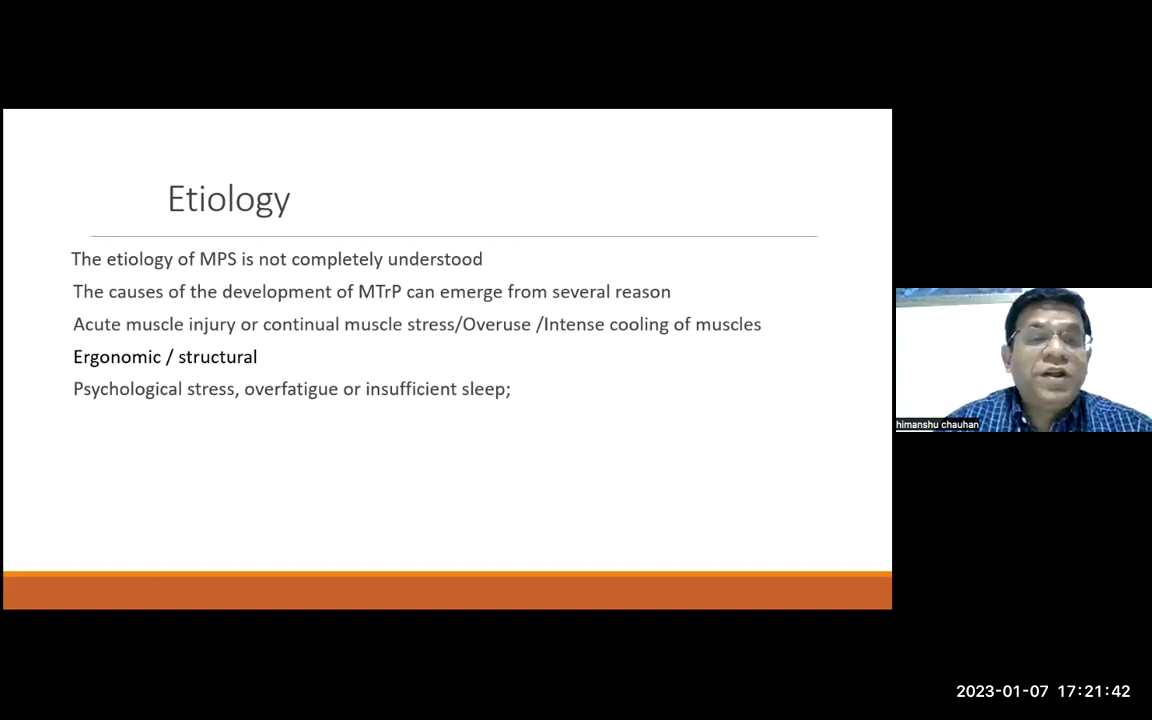 Etiology
The etiology of MPS is not completely understood
The causes of the development of MTrP can emerge from several reason
Acute muscle injury or continual muscle stress/Overuse /Intense cooling of muscles
Ergonomic / structural
Psychological stress, overfatigue or insufficient sleep;
himanshu chauhan
2023-01-07 17:21:42